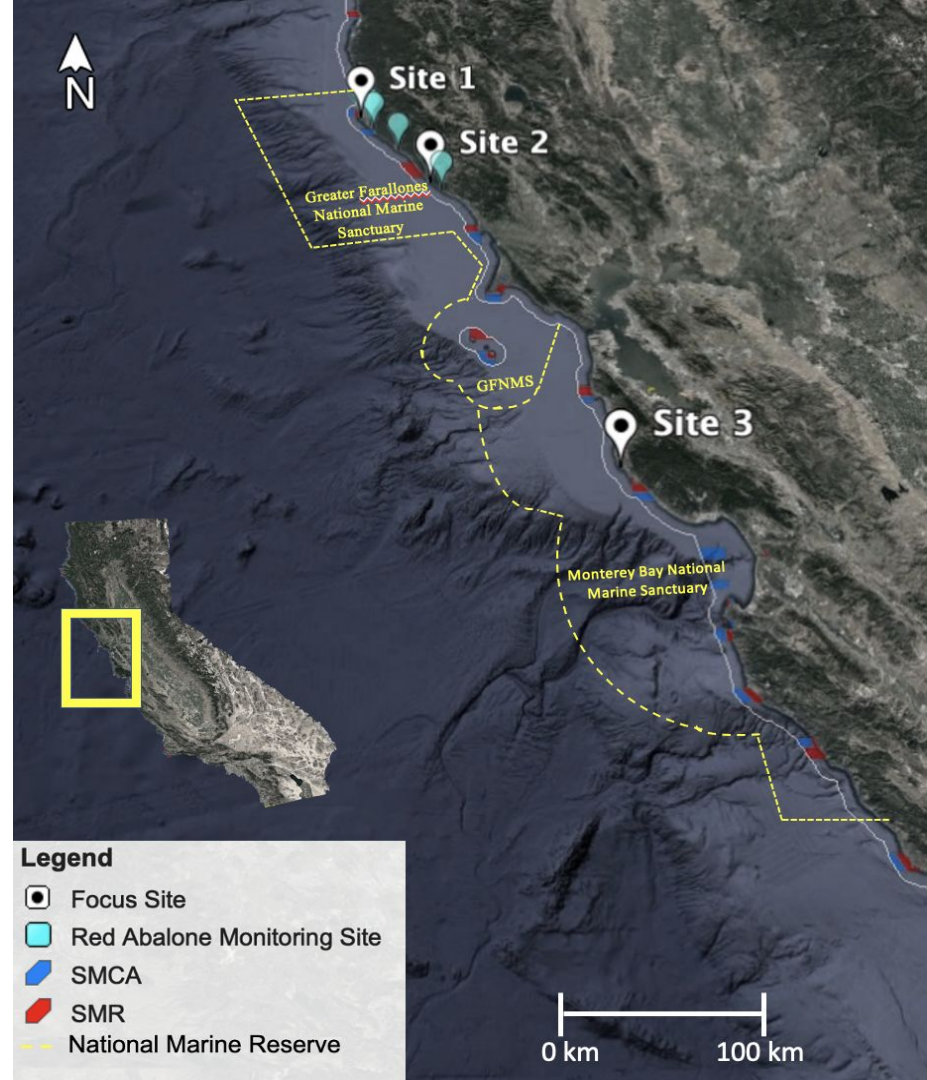 N
Site 1
Site 2
Greater Farallones
National Marine
Sanctuary
GFNMS
Site 3
Monterey Bay National
Marine Sanctuary
Legend
Focus Site
Red Abalone Monitoring Site
SMCA
SMR
National Marine Reserve
0 km
100 km